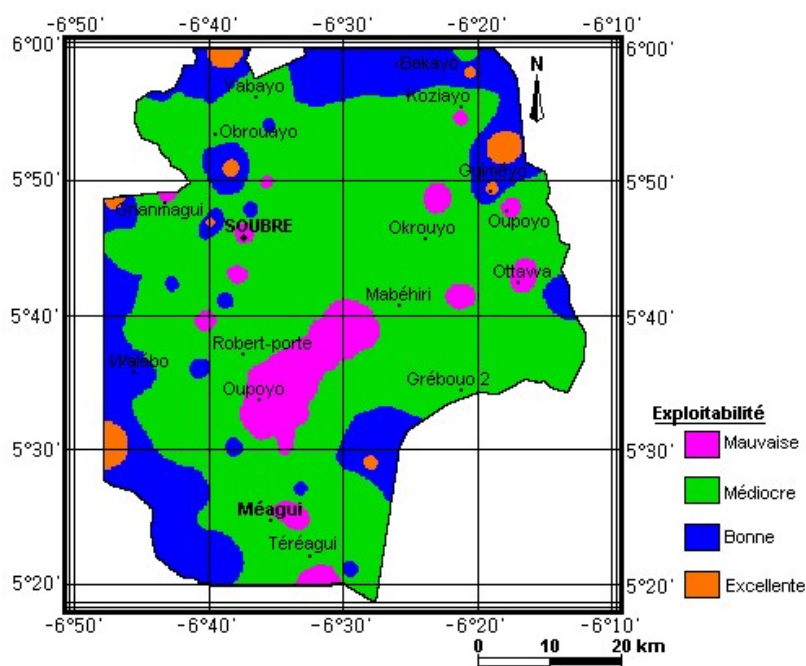 -6°50' -6°40' -6°30' -6°20' -6°10'
6°00' 6°00'
N
Bakayo
Yabayo
Koziayo
Obrouayo
5°50' 5°50'
Guiméyo
Gnanmagui
Oupoyo
SOUBRE
Okrouyo
Ottawa
Mabéhiri
5°40' 5°40'
Robert-porte
Walébo
Oupoyo
Grébouo 2
Exploitabilité
Mauvaise
5°30' 5°30'
Médiocre
Méagui
Bonne
Téréagui
Excellente
5°20' 5°20'
-6°50' -6°40' -6°30' -6°20' -6°10'
0 10 20 km